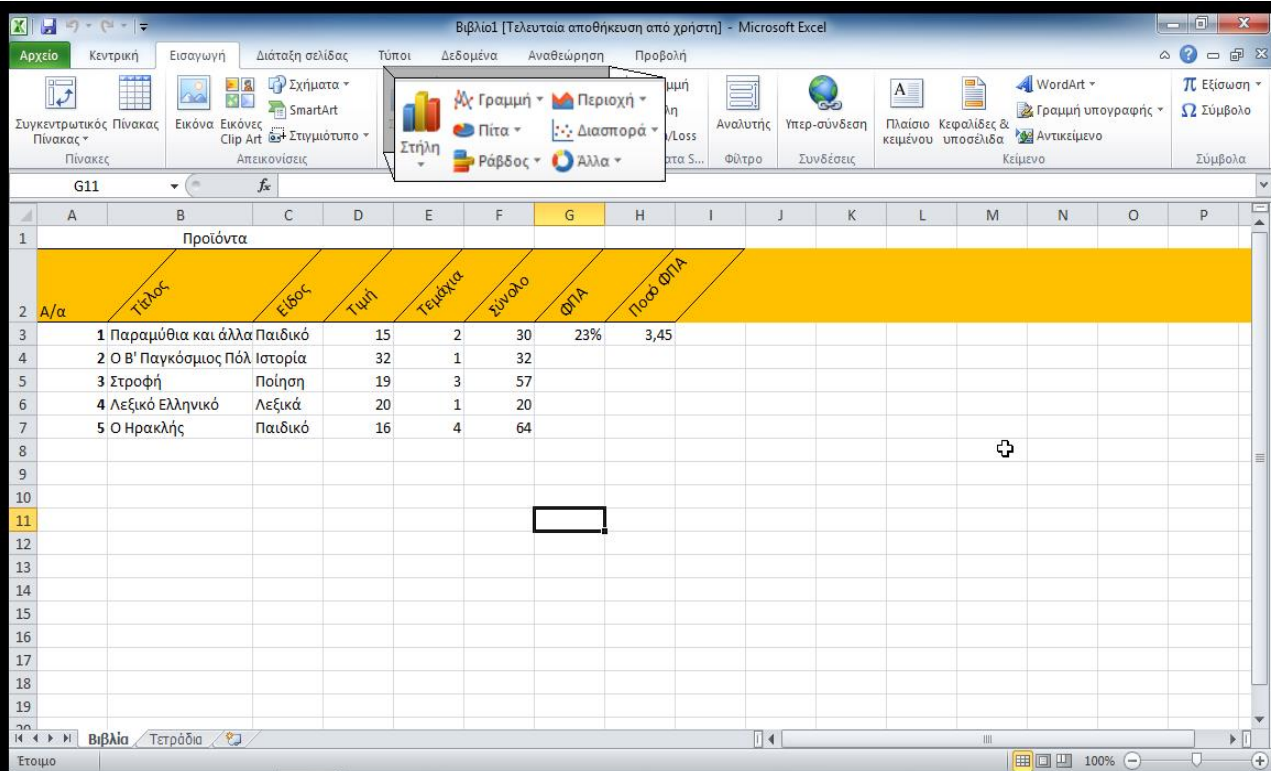 Βιβλίο1 [Τελευταία αποθήκευση από χρήστη] - Microsoft Excel
Αρχείο Κεντρική Εισαγωγή Διάταξη σελίδας Τύποι Δεδομένα Αναθεώρηση Προβολή
Συγκεντρωτικός Πίνακας Πίνακας
Πίνακες
Εικόνα Εικόνες Clip Art
Σχήματα
SmartArt
Στιγμιότυπο
Απεικονίσεις
Στήλη
Γραμμή Περιοχή
Πίτα Διασπορά
Ράβδος Άλλα
μμή
λη
/Loss
τα S...
Αναλυτής
Φίλτρο
Υπερ-σύνδεση
Συνδέσεις
Πλαίσιο κειμένου Κεφαλίδες & υποσέλιδα
WordArt
Γραμμή υπογραφής
Αντικείμενο
Κείμενο
π Εξίσωση
Ω Σύμβολο
Σύμβολα
G11 fx
A B C D E F G H I J K L M N O P
1 Προϊόντα
2 Α/α Τίτλος Είδος Τιμή Τεμάχια Σύνολο ΦΠΑ Ποσό ΦΠΑ
3 1 Παραμύθια και άλλα Παιδικό 15 2 30 23% 3,45
4 2 Ο Β' Παγκόσμιος Πόλ Ιστορία 32 1 32
5 3 Στροφή Ποίηση 19 3 57
6 4 Λεξικό Ελληνικό Λεξικά 20 1 20
7 5 Ο Ηρακλής Παιδικό 16 4 64
8
9
10
11
12
13
14
15
16
17
18
19
Βιβλία Τετράδια
Έτοιμο 100%